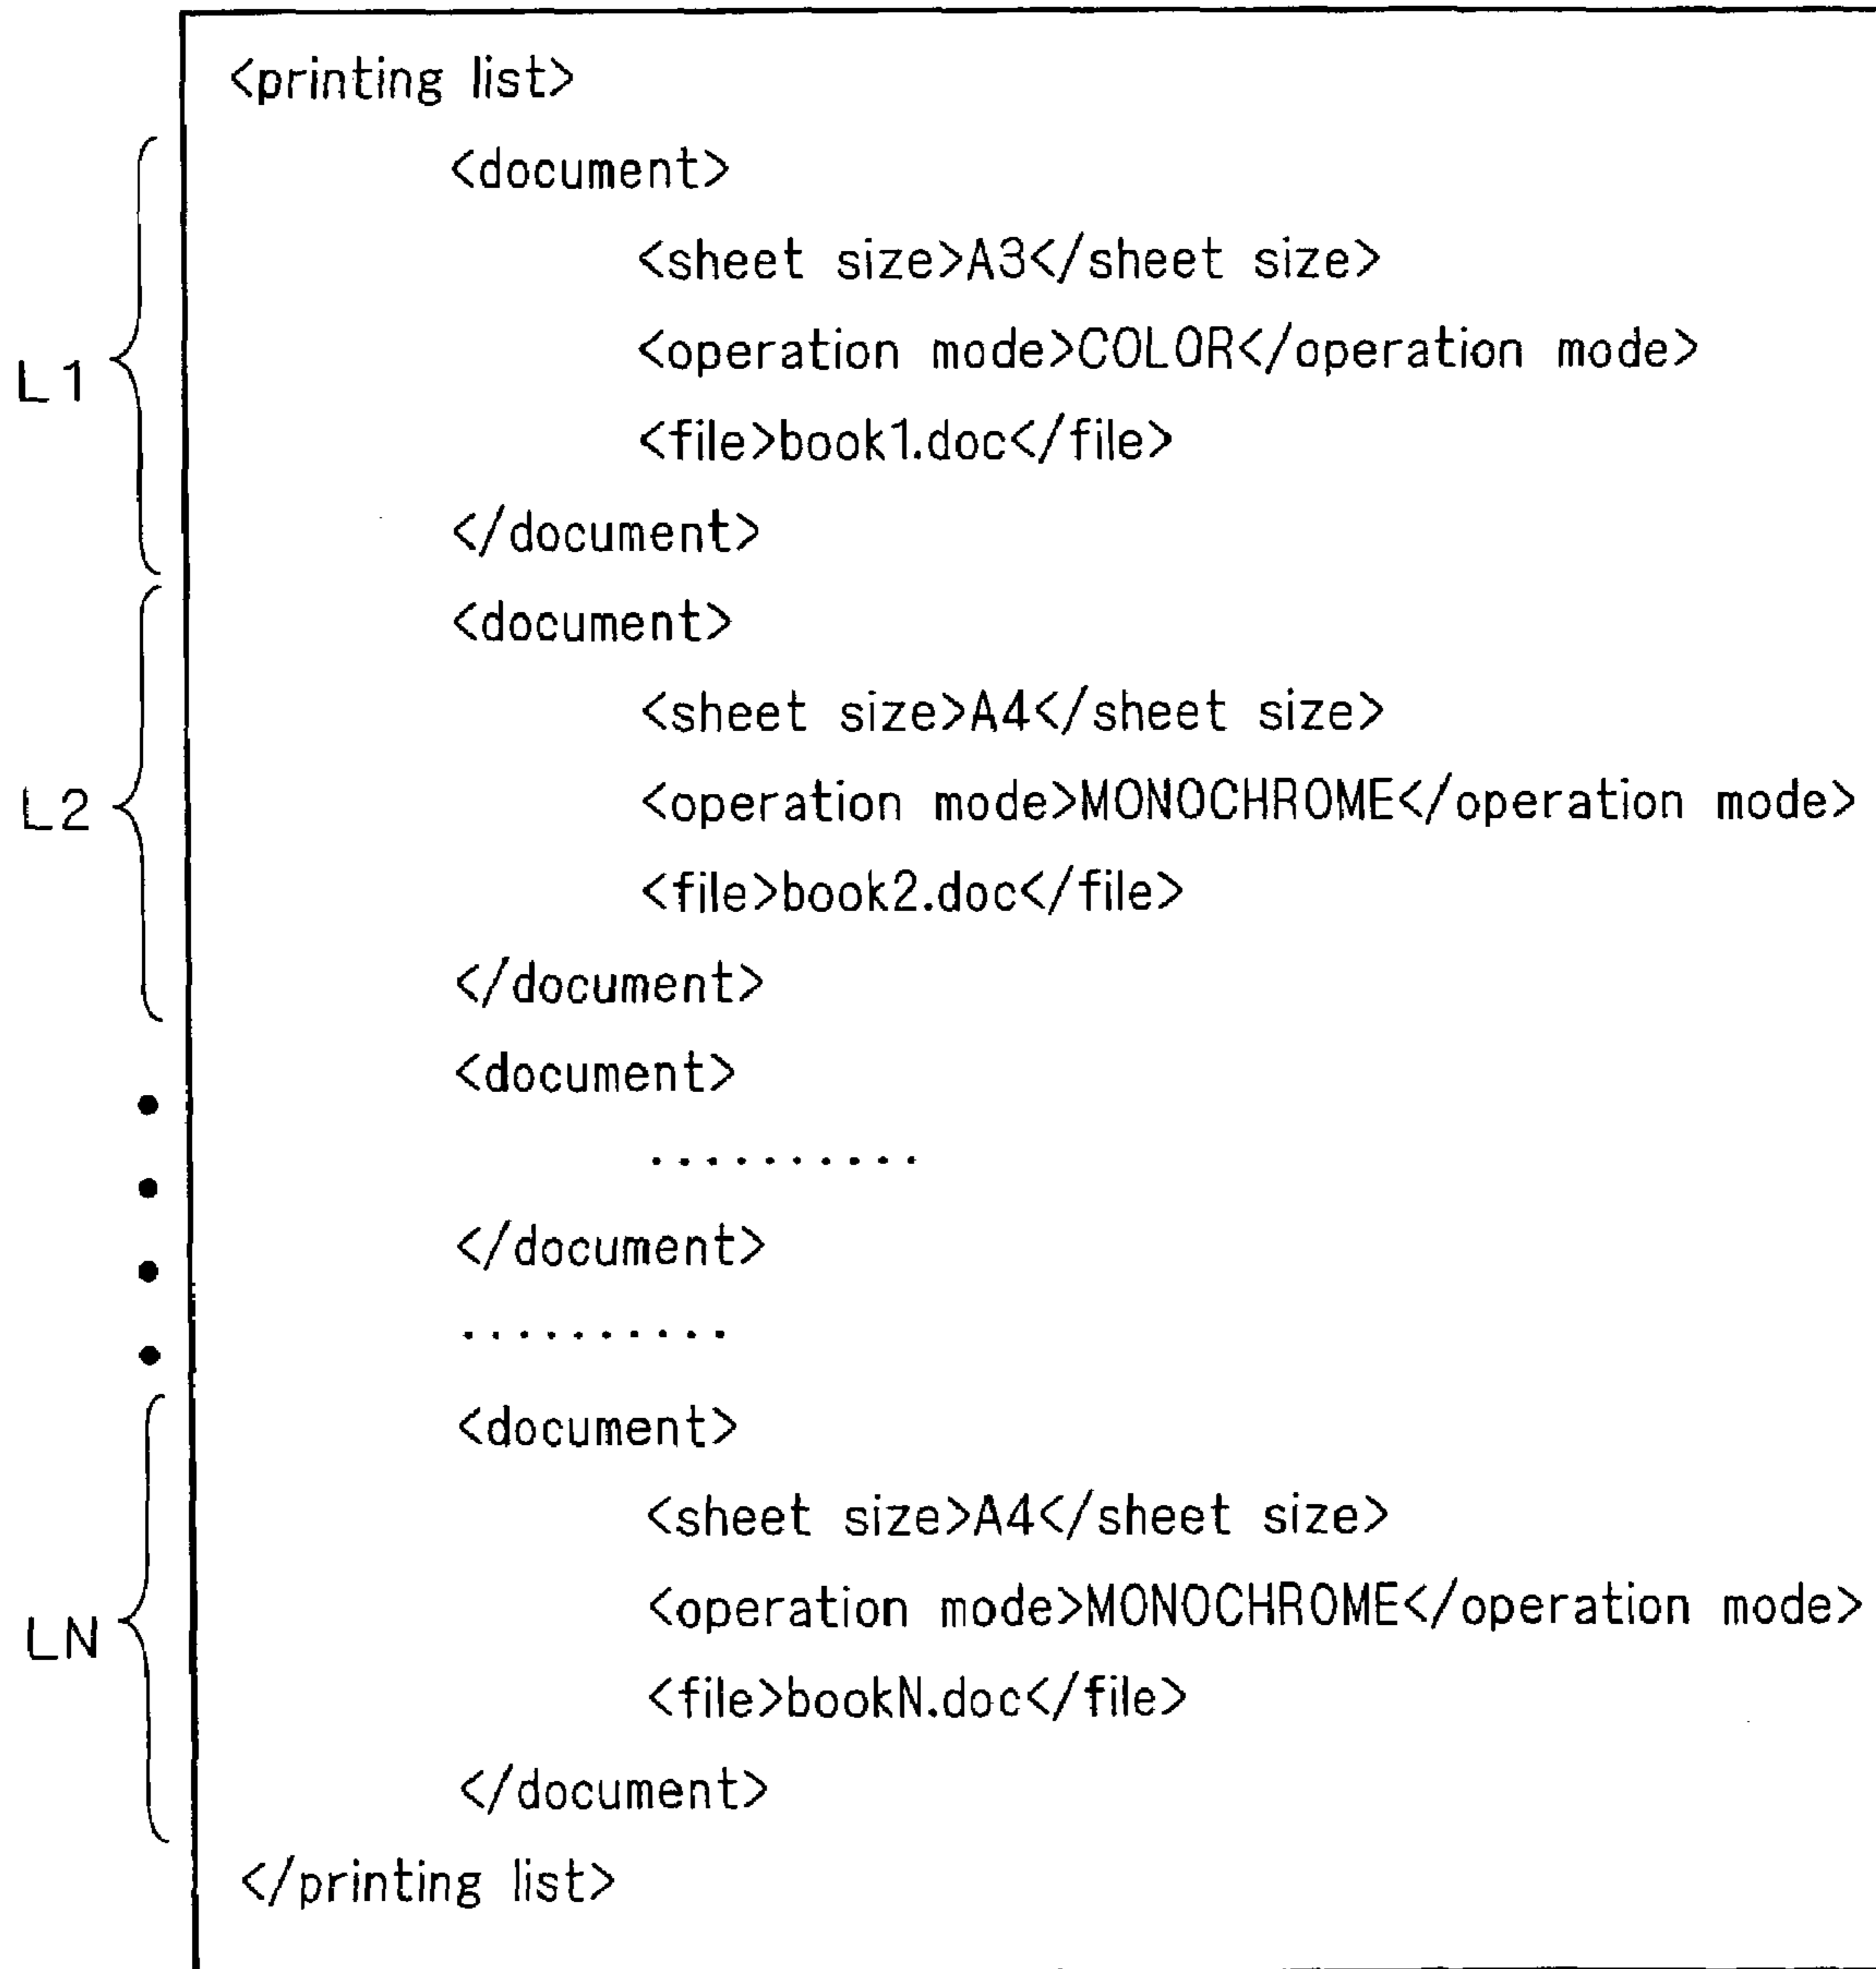 <printing list>
<document>
<sheet size>A3</sheet size>
L1 <operation mode>COLOR</operation mode>
<file>book1.doc</file>
</document>
<document>
<sheet size>A4</sheet size>
L2 <operation mode>MONOCHROME</operation mode>
<file>book2.doc</file>
</document>
<document>
..........
</document>
..........
<document>
<sheet size>A4</sheet size>
LN <operation mode>MONOCHROME</operation mode>
<file>bookN.doc</file>
</document>
</printing list>